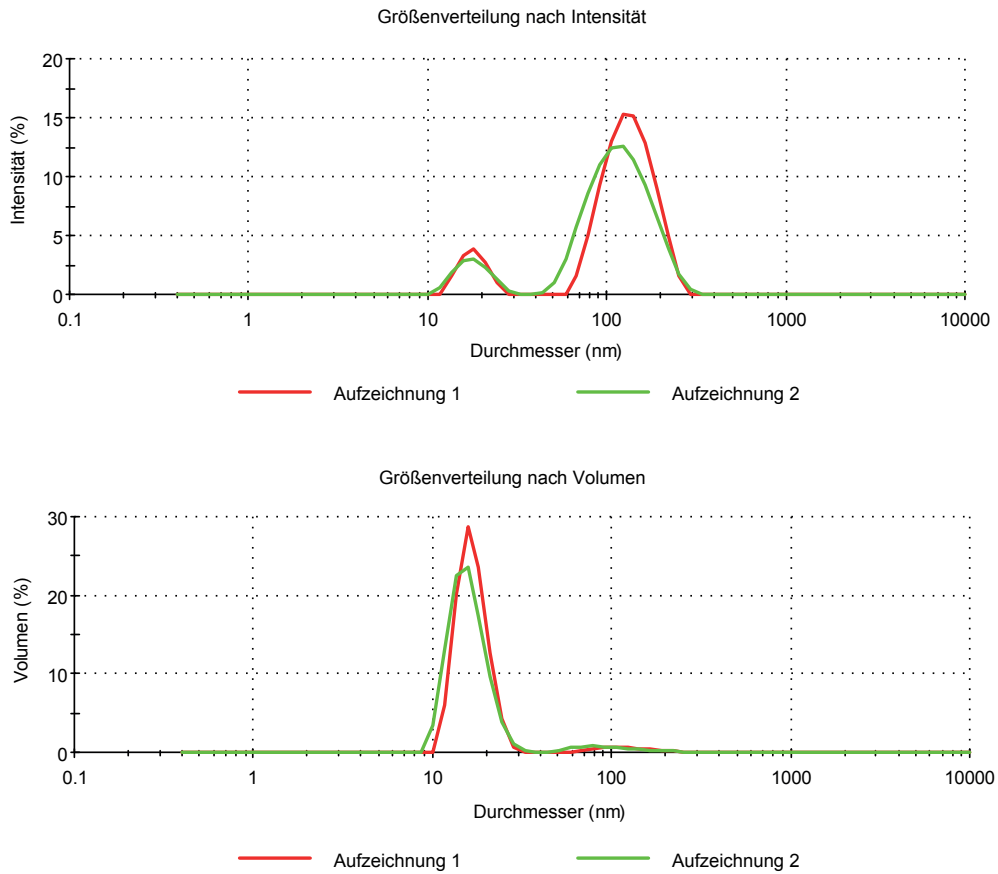 Größenverteilung nach Intensität
20
15
10
5
0
Intensität (%)
0.1 1 10 100 1000 10000
Durchmesser (nm)
Aufzeichnung 1 Aufzeichnung 2
Größenverteilung nach Volumen
30
20
10
0
Volumen (%)
0.1 1 10 100 1000 10000
Durchmesser (nm)
Aufzeichnung 1 Aufzeichnung 2